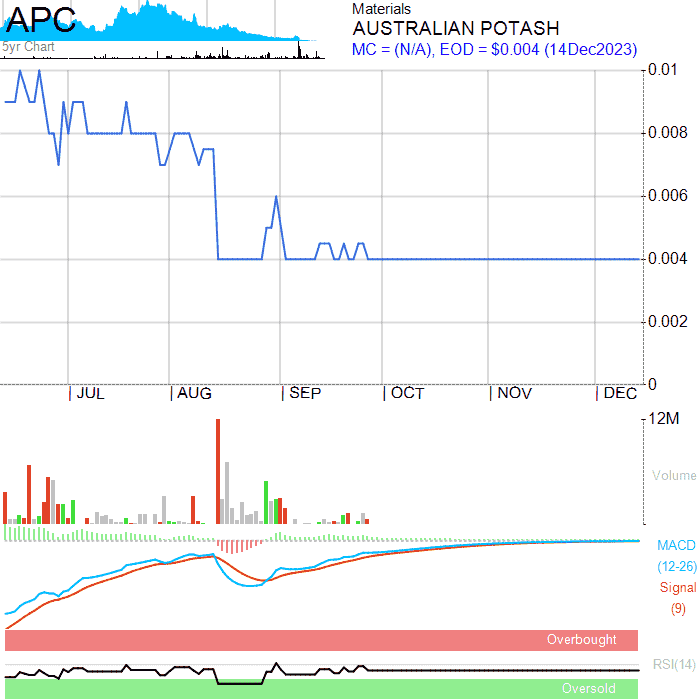 APC
5yr Chart
Materials
AUSTRALIAN POTASH
MC = (N/A), EOD = $0.004 (14Dec2023)
0.01
0.008
0.006
0.004
0.002
0
JUL AUG SEP OCT NOV DEC
12M
Volume
MACD
(12-26)
Signal
(9)
Overbought
RSI(14)
Oversold